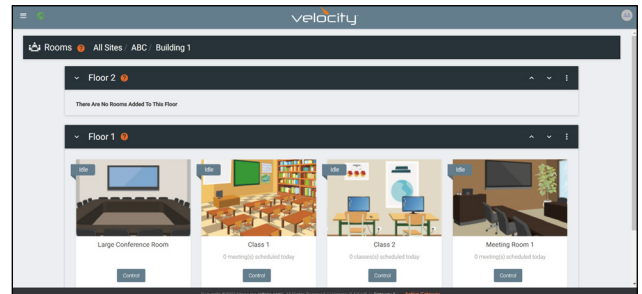 velocity
Rooms ? All Sites / ABC / Building 1
Floor 2 ?
There Are No Rooms Added To This Floor
Floor 1 ?
Idle Idle Idle Idle
Large Conference Room Class 1 Class 2 Meeting Room 1
0 meeting(s) scheduled today 0 classes(s) scheduled today 0 meeting(s) scheduled today
Control Control Control Control